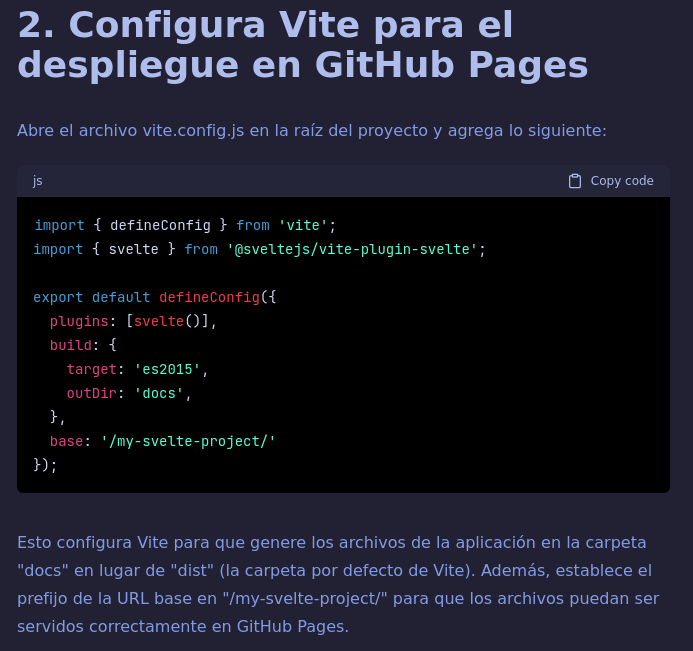 2. Configura Vite para el
despliegue en GitHub Pages
Abre el archivo vite.config.js en la raíz del proyecto y agrega lo siguiente:
js
Copy code
import { defineConfig } from 'vite';
import { svelte } from '@sveltejs/vite-plugin-svelte';

export default defineConfig({
  plugins: [svelte()],
  build: {
    target: 'es2015',
    outDir: 'docs',
  },
  base: '/my-svelte-project/'
});
Esto configura Vite para que genere los archivos de la aplicación en la carpeta
"docs" en lugar de "dist" (la carpeta por defecto de Vite). Además, establece el
prefijo de la URL base en "/my-svelte-project/" para que los archivos puedan ser
servidos correctamente en GitHub Pages.